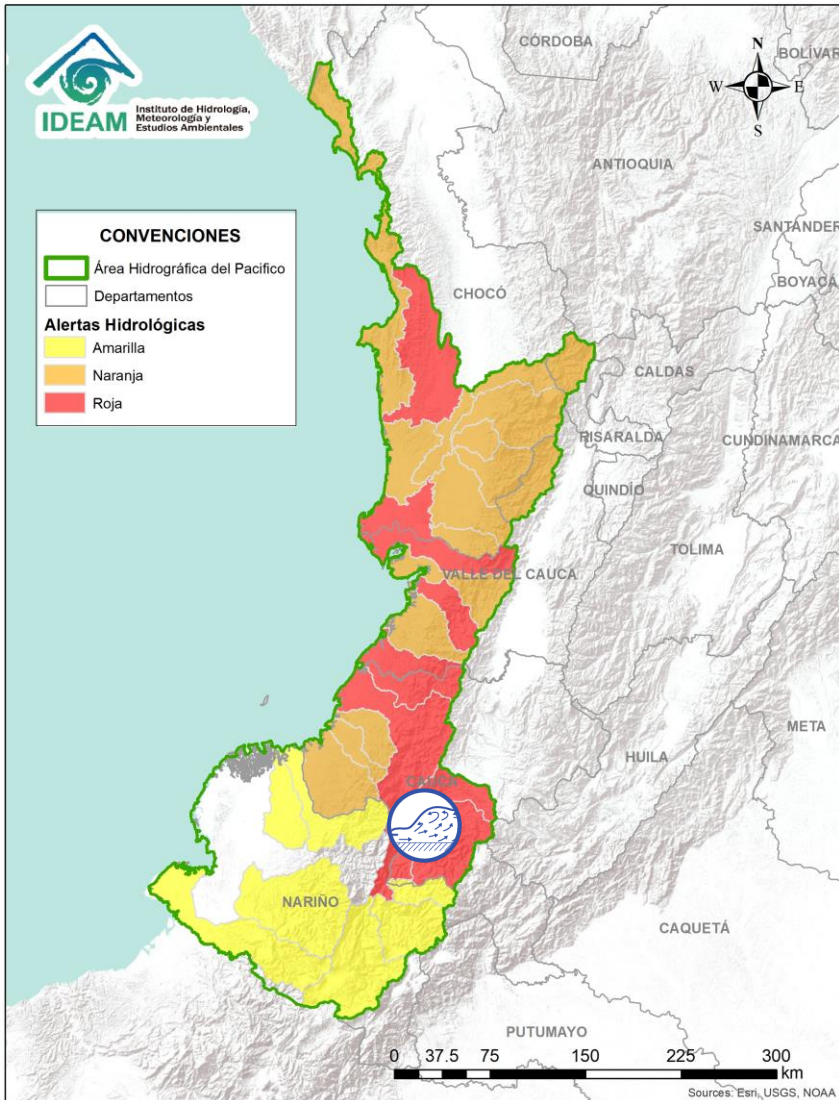 IDEAM
Instituto de Hidrología,
Meteorología y
Estudios Ambientales
CÓRDOBA
BOLÍVAR
N
W
E
S
ANTIOQUIA
SANTANDER
BOYACÁ
CONVENCIONES
Área Hidrográfica del Pacifico
Departamentos
Alertas Hidrológicas
Amarilla
Naranja
Roja
CHOCÓ
CALDAS
RISARALDA
CUNDINAMARCA
QUINDÍO
TOLIMA
VALLE DEL CAUCA
META
HUILA
CAUCA
NARIÑO
CAQUETÁ
PUTUMAYO
0 37.5 75 150 225 300
km
Sources: Esri, USGS, NOAA